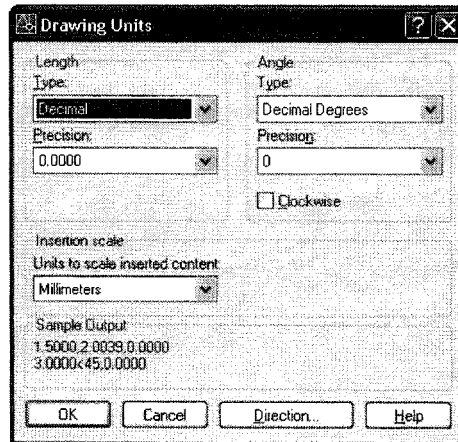 Drawing Units
Length
Type:
Decimal
Precision:
0.0000
Angle
Type:
Decimal Degrees
Precision:
0
Clockwise
Insertion scale
Units to scale inserted content
Millimeters
Sample Output
1.5000,2.0039,0.0000
3.0000<45,0.0000
OK
Cancel
Direction...
Help